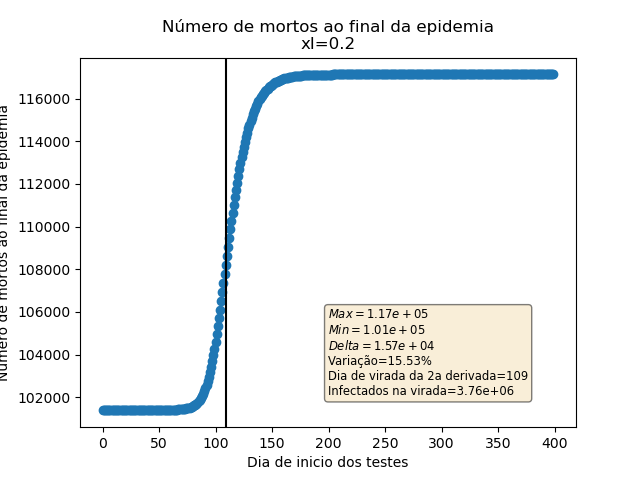 Número de mortos ao final da epidemia
xI=0.2
Número de mortos ao final da epidemia
116000
114000
112000
110000
108000
106000
104000
102000
Max = 1.17e + 05
Min = 1.01e + 05
Delta = 1.57e + 04
Variação=15.53%
Dia de virada da 2a derivada=109
Infectados na virada=3.76e+06
0 50 100 150 200 250 300 350 400
Dia de inicio dos testes